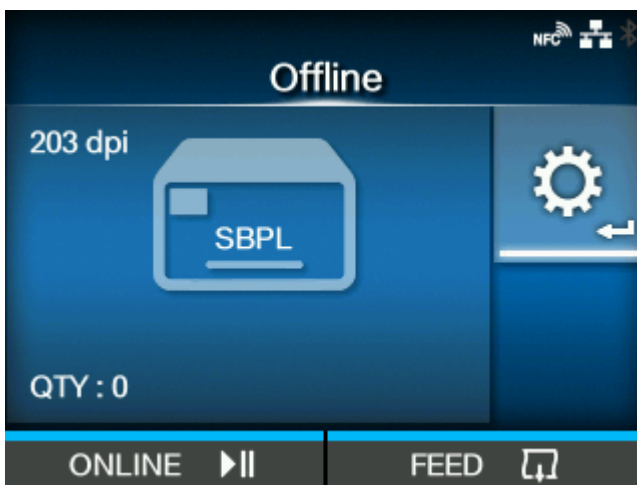 NFC
Offline
203 dpi
SBPL
QTY : 0
ONLINE FEED